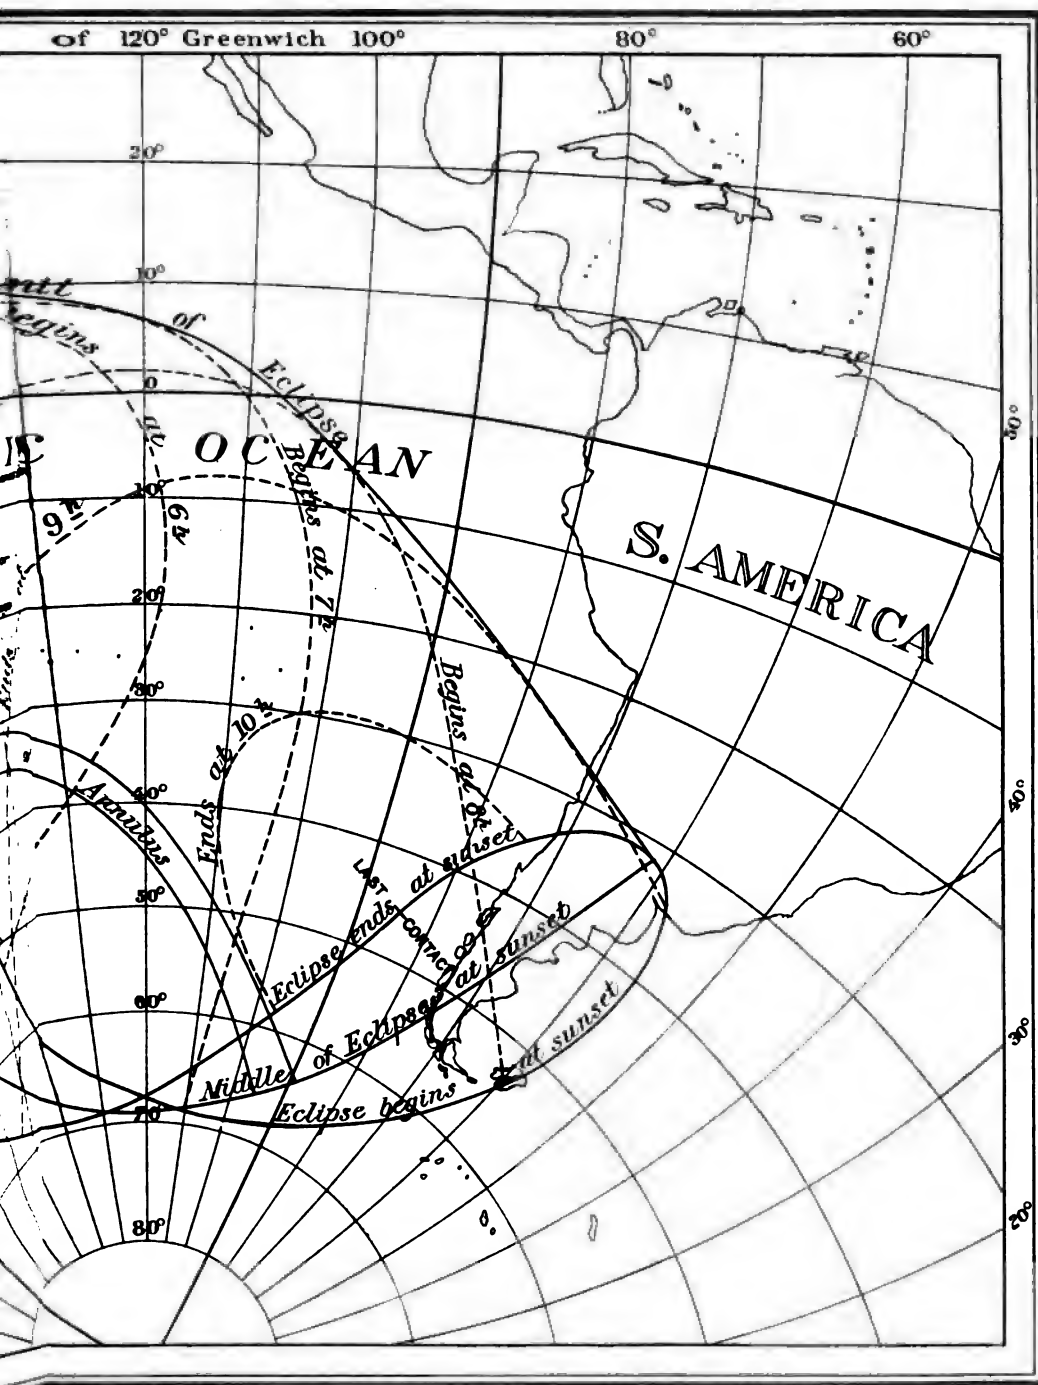 of 120° Greenwich 100° 80° 60°
20°
10°
of
Eclipse
begins
0
at
OCEAN
Begins at 7h
10°
6h
9h
S. AMERICA
20°
Begins at 8h
30°
Ends at 10h
40°
Annulus
50°
Eclipse ends at sunset
LAST CONTACT
60°
Middle of Eclipse at sunset
Eclipse begins at sunset
70°
80°
50°
40°
30°
20°